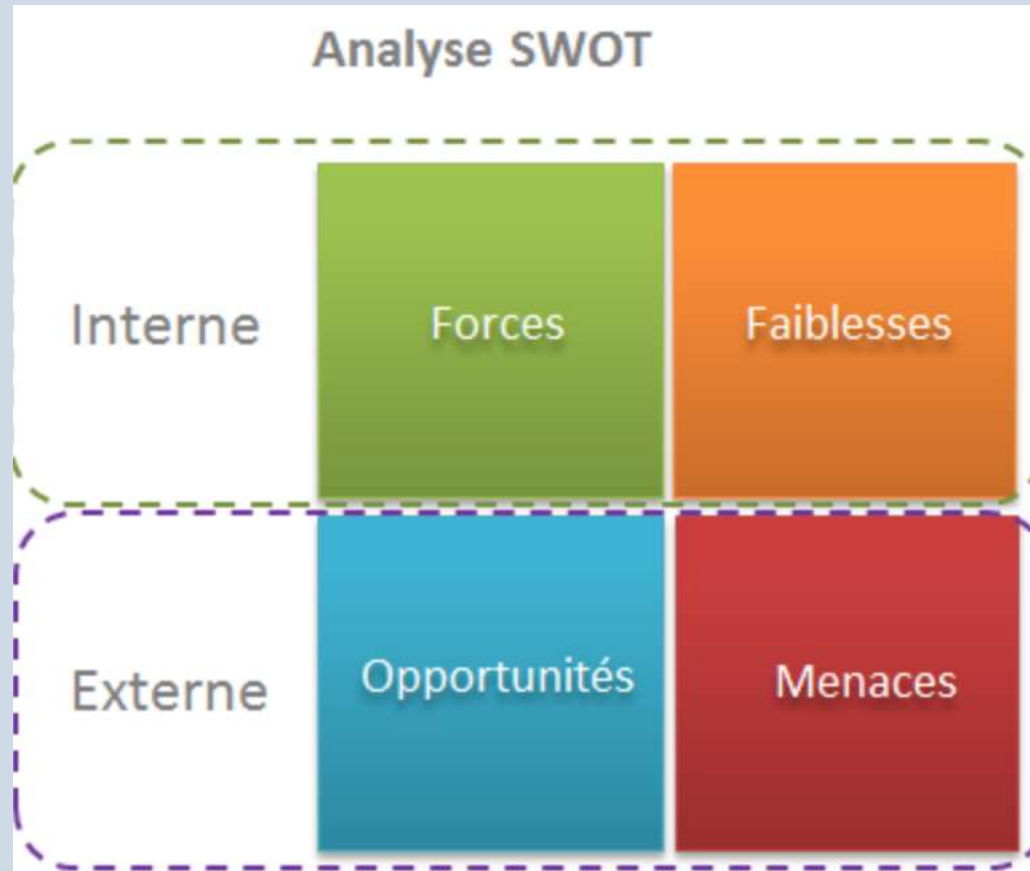 Analyse SWOT
Interne
Forces
Faiblesses
Externe
Opportunités
Menaces